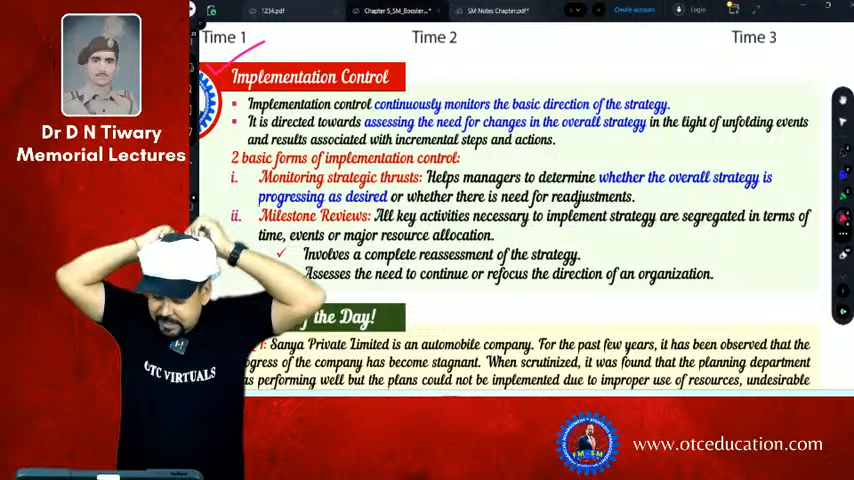 1234.pdf
Chapter 5_SM_Booster...*
SM Notes Chapter.pdf*
Create account
Login
Time 1
Time 2
Time 3
Implementation Control
▪ Implementation control continuously monitors the basic direction of the strategy.
▪ It is directed towards assessing the need for changes in the overall strategy in the light of unfolding events
and results associated with incremental steps and actions.
2 basic forms of implementation control:
i. Monitoring strategic thrusts: Helps managers to determine whether the overall strategy is
progressing as desired or whether there is need for readjustments.
ii. Milestone Reviews: All key activities necessary to implement strategy are segregated in terms of
time, events or major resource allocation.
✓ Involves a complete reassessment of the strategy.
Assesses the need to continue or refocus the direction of an organization.
the Day!
Sanya Private Limited is an automobile company. For the past few years, it has been observed that the
of the company has become stagnant. When scrutinized, it was found that the planning department
performing well but the plans could not be implemented due to improper use of resources, undesirable
Dr D N Tiwary
Memorial Lectures
OTC VIRTUALS
FM SM
www.otceducation.com